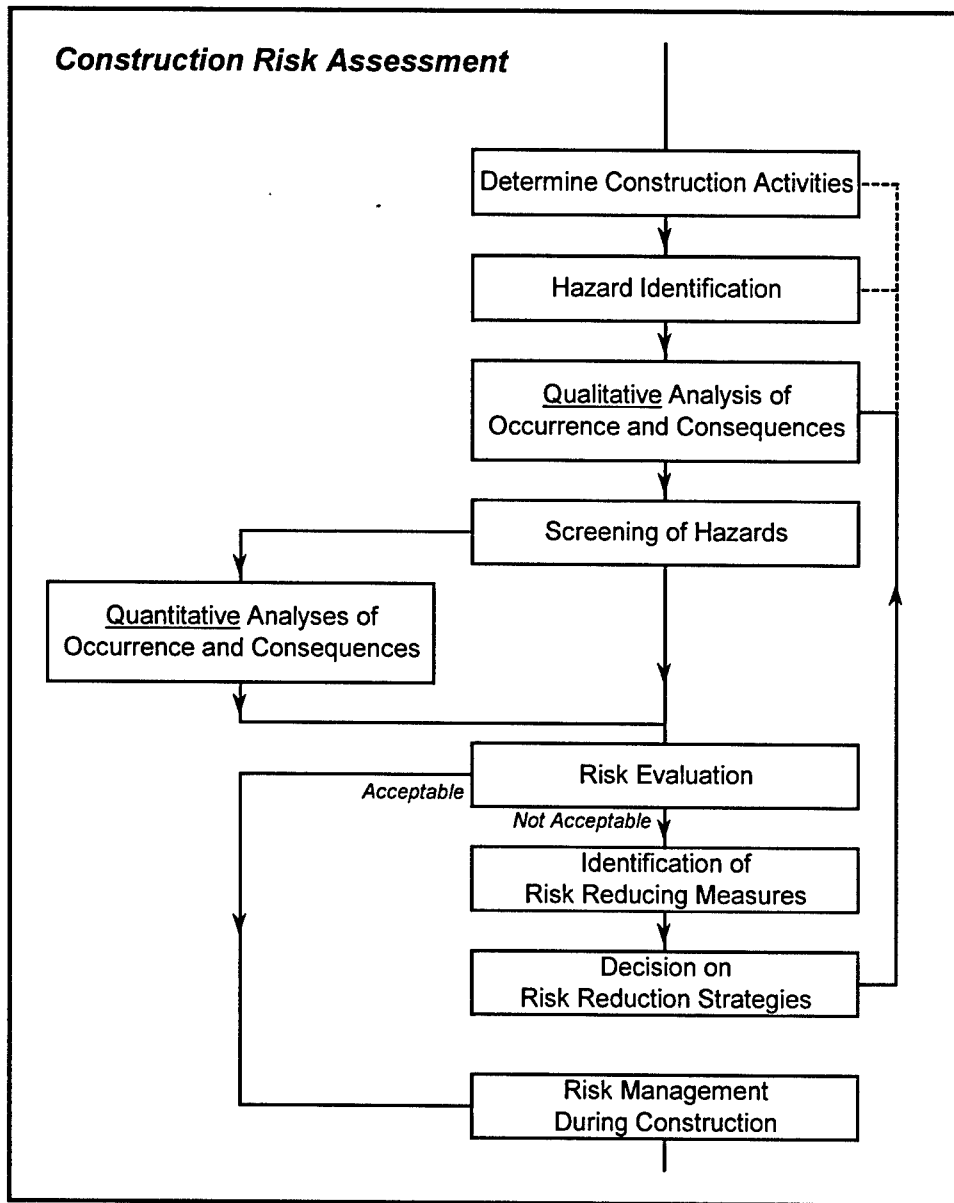 Construction Risk Assessment
Determine Construction Activities
Hazard Identification
Qualitative Analysis of
Occurrence and Consequences
Screening of Hazards
Quantitative Analyses of
Occurrence and Consequences
Risk Evaluation
Acceptable
Not Acceptable
Identification of
Risk Reducing Measures
Decision on
Risk Reduction Strategies
Risk Management
During Construction